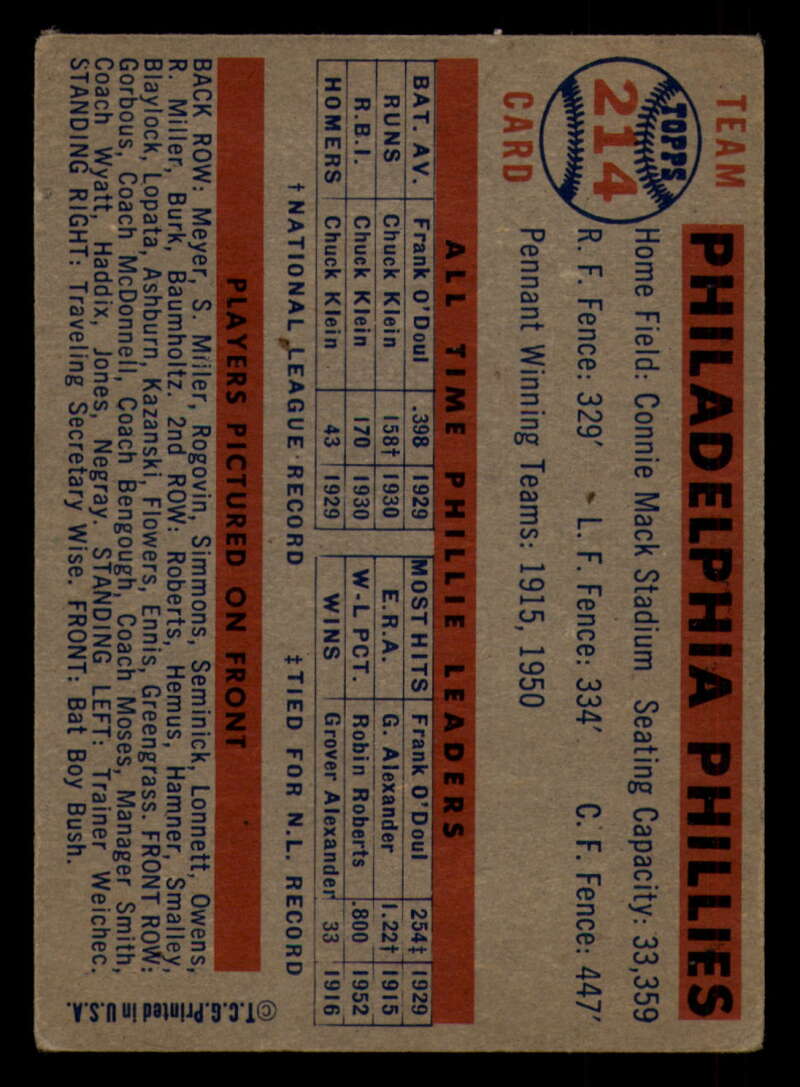 TEAM
TOPPS
214
CARD
PHILADELPHIA PHILLIES
Home Field: Connie Mack Stadium Seating Capacity: 33,359
R. F. Fence: 329′ L. F. Fence: 334′ C. F. Fence: 447′
Pennant Winning Teams: 1915, 1950
ALL TIME PHILLIE LEADERS
BAT. AV. Frank O'Doul .398 1929 MOST HITS Frank O'Doul 254‡ 1929
RUNS Chuck Klein 158† 1930 E.R.A. G. Alexander 1.22† 1915
R.B.I. Chuck Klein 170 1930 W-L PCT. Robin Roberts .800 1952
HOMERS Chuck Klein 43 1929 WINS Grover Alexander 33 1916
†NATIONAL LEAGUE RECORD ‡TIED FOR N.L. RECORD
PLAYERS PICTURED ON FRONT
BACK ROW: Meyer, S. Miller, Rogovin, Simmons, Seminick, Lonnett, Owens,
R. Miller, Burk, Baumholtz. 2nd ROW: Roberts, Hemus, Hamner, Smalley,
Blaylock, Lopata, Ashburn, Kazanski, Flowers, Ennis, Greengrass. FRONT ROW:
Gorbous, Coach McDonnell, Coach Bengough, Coach Moses, Manager Smith,
Coach Wyatt, Haddix, Jones, Negray. STANDING LEFT: Trainer Weichec.
STANDING RIGHT: Traveling Secretary Wise. FRONT: Bat Boy Bush.
©T.C.G. Printed in U.S.A.